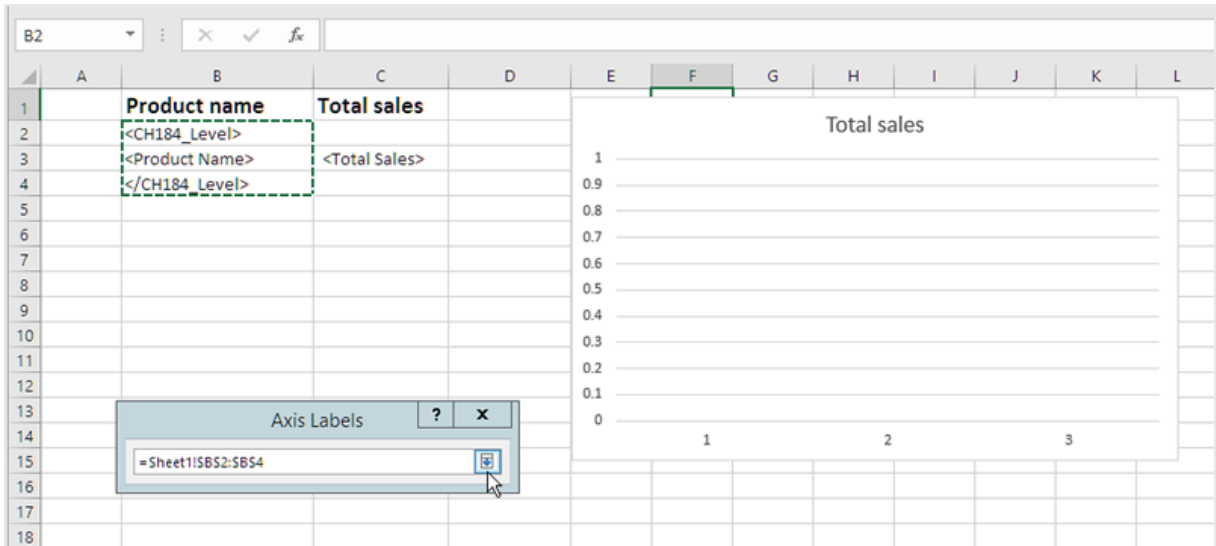 B2 fx
A B C D E F G H I J K L
1 Product name Total sales
2 <CH184_Level>
3 <Product Name> <Total Sales>
4 </CH184_Level>
5
6
7
8
9
10
11
12
13
14
15
16
17
18
Total sales
1
0.9
0.8
0.7
0.6
0.5
0.4
0.3
0.2
0.1
0
1 2 3
Axis Labels ? x
=Sheet1!$B$2:$B$4